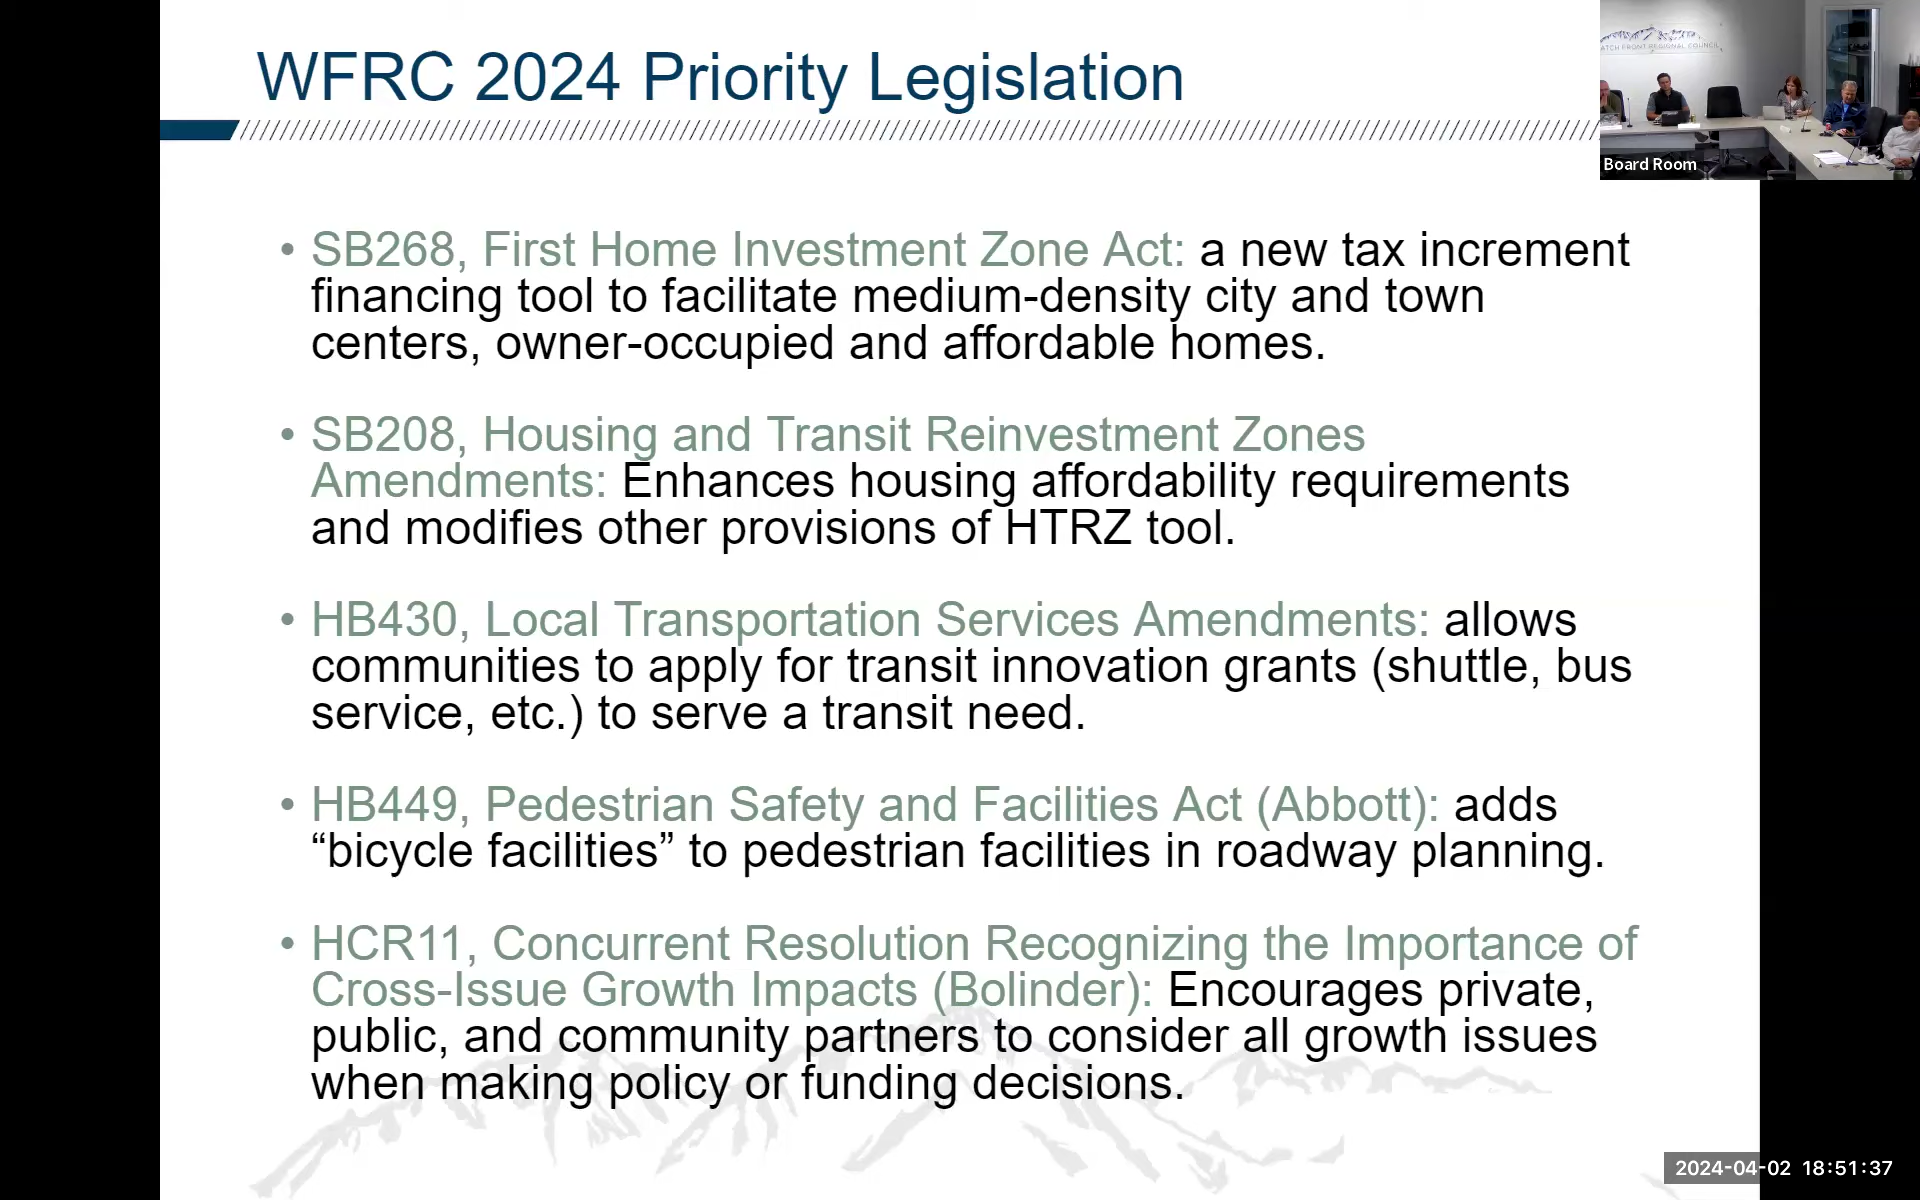 WFRC 2024 Priority Legislation
ATCH FRONT REGIONAL COUNCIL
Board Room
• SB268, First Home Investment Zone Act: a new tax increment
financing tool to facilitate medium-density city and town
centers, owner-occupied and affordable homes.
• SB208, Housing and Transit Reinvestment Zones
Amendments: Enhances housing affordability requirements
and modifies other provisions of HTRZ tool.
• HB430, Local Transportation Services Amendments: allows
communities to apply for transit innovation grants (shuttle, bus
service, etc.) to serve a transit need.
• HB449, Pedestrian Safety and Facilities Act (Abbott): adds
“bicycle facilities” to pedestrian facilities in roadway planning.
• HCR11, Concurrent Resolution Recognizing the Importance of
Cross-Issue Growth Impacts (Bolinder): Encourages private,
public, and community partners to consider all growth issues
when making policy or funding decisions.
2024-04-02 18:51:37